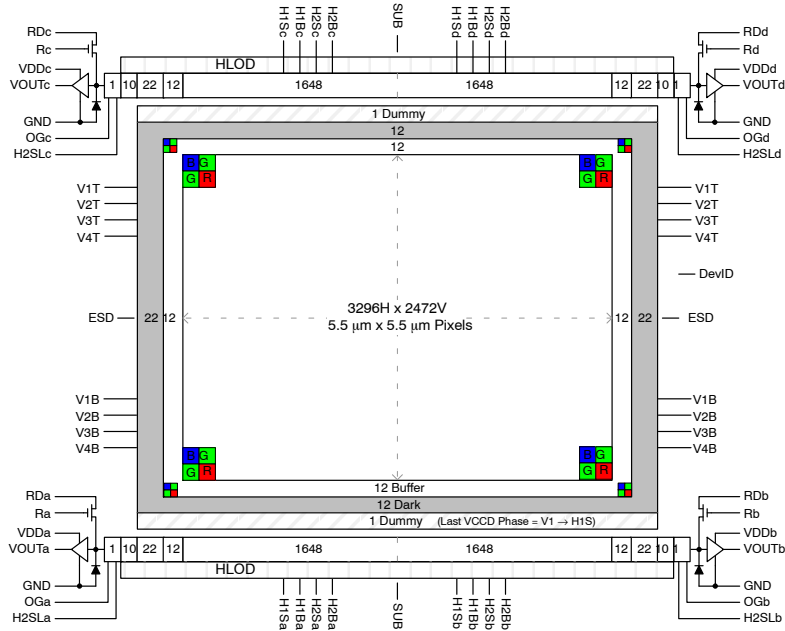 H1Sc
H1Bc
H2Sc
H2Bc
SUB
H1Sd
H1Bd
H2Sd
H2Bd
RDc
Rc
VDDc
VOUTc
GND
OGc
H2SLc
HLOD
1 10 22 12 1648 1648 12 22 10 1
RDd
Rd
VDDd
VOUTd
GND
OGd
H2SLd
1 Dummy
12
12
B G
G R
B G
G R
V1T
V2T
V3T
V4T
V1T
V2T
V3T
V4T
DevID
ESD
22 12
3296H x 2472V
5.5 μm x 5.5 μm Pixels
12 22
ESD
V1B
V2B
V3B
V4B
V1B
V2B
V3B
V4B
B G
G R
B G
G R
12 Buffer
12 Dark
1 Dummy (Last VCCD Phase = V1 → H1S)
RDa
Ra
VDDa
VOUTa
GND
OGa
H2SLa
1 10 22 12 1648 1648 12 22 10 1
HLOD
RDb
Rb
VDDb
VOUTb
GND
OGb
H2SLb
H1Sa
H1Ba
H2Sa
H2Ba
SUB
H1Sb
H1Bb
H2Sb
H2Bb